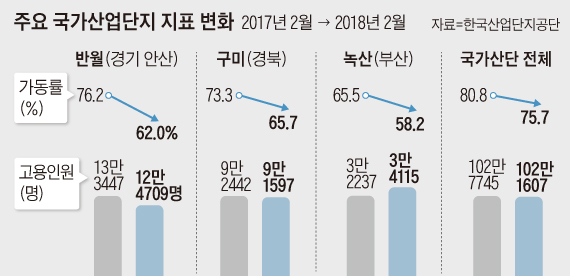 주요 국가산업단지 지표 변화 2017년 2월 → 2018년 2월 자료=한국산업단지공단
반월(경기 안산) 구미(경북) 녹산(부산) 국가산단 전체
가동률
(%)
76.2 73.3 65.5 80.8
62.0% 65.7 58.2 75.7
고용인원
(명)
13만
3447
12만
4709명
9만
2442
9만
1597
3만
2237
3만
4115
102만
7745
102만
1607